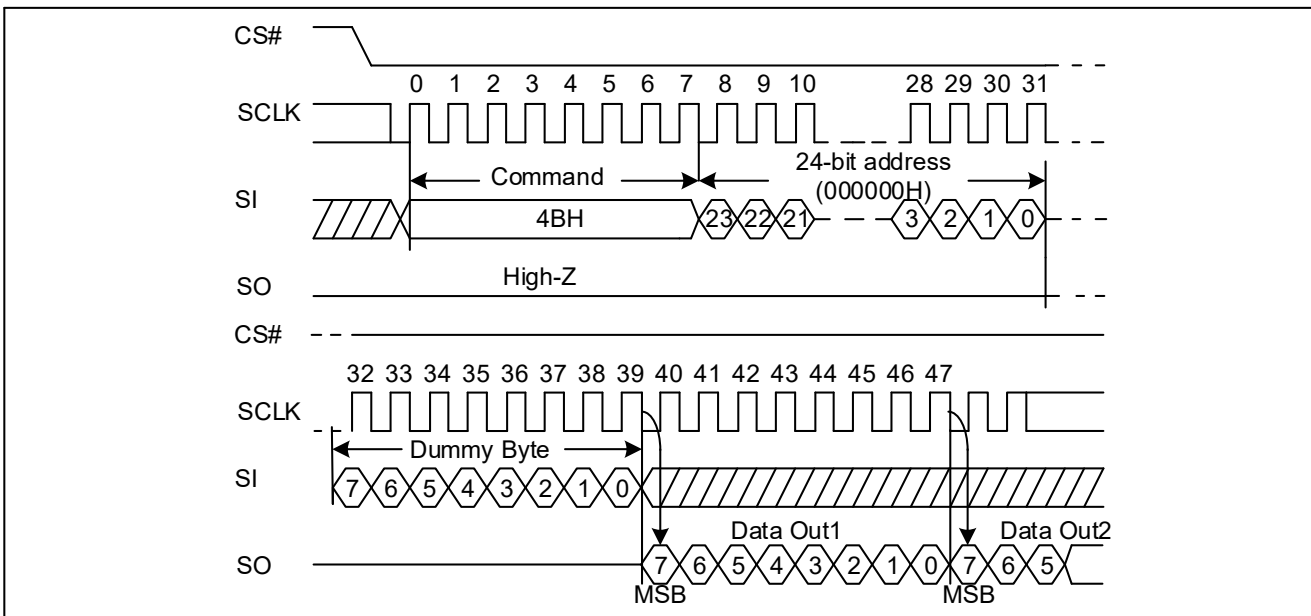 CS#
0 1 2 3 4 5 6 7 8 9 10 28 29 30 31
SCLK
Command
24-bit address
(000000H)
SI
4BH
23 22 21 3 2 1 0
High-Z
SO
CS#
32 33 34 35 36 37 38 39 40 41 42 43 44 45 46 47
SCLK
Dummy Byte
SI
7 6 5 4 3 2 1 0
Data Out1 Data Out2
SO
7 6 5 4 3 2 1 0 7 6 5
MSB MSB